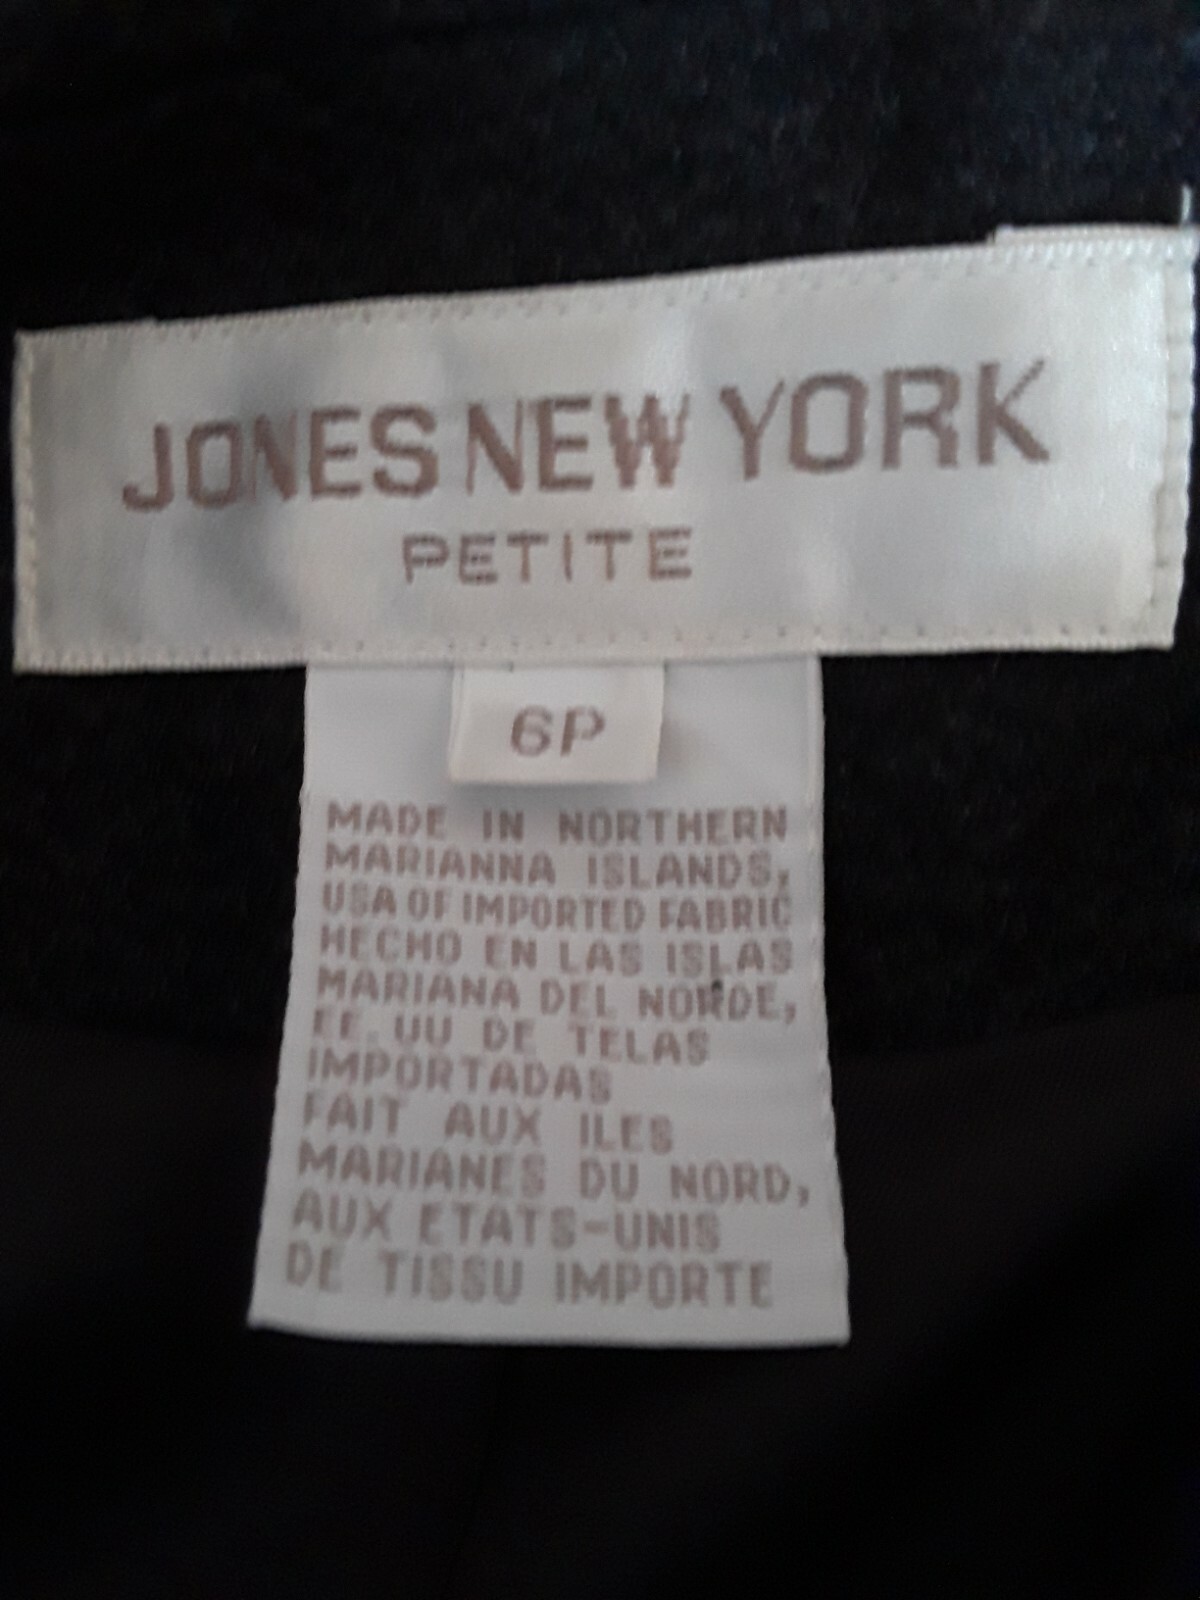 JONES NEW YORK
PETITE
6P
MADE IN NORTHERN
MARIANNA ISLANDS,
USA OF IMPORTED FABRIC
HECHO EN LAS ISLAS
MARIANA DEL NORDE,
EE. UU DE TELAS
IMPORTADAS
FAIT AUX ILES
MARIANES DU NORD,
AUX ETATS-UNIS
DE TISSU IMPORTE